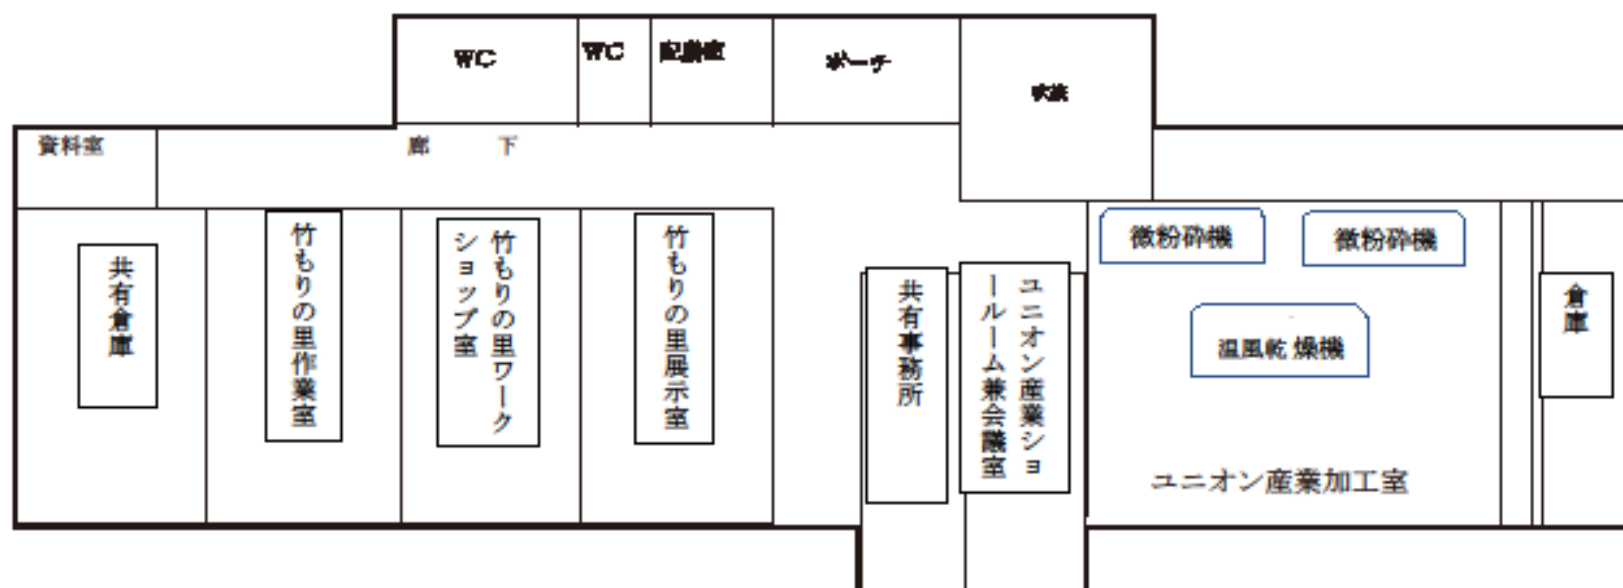 WC
WC
ポーチ
資料室
廊　下
共有倉庫
竹もりの里作業室
竹もりの里ワーク
ショップ室
竹もりの里展示室
共有事務所
ユニオン産業ショ
ールーム兼会議室
微粉砕機
微粉砕機
温風乾燥機
ユニオン産業加工室
倉庫